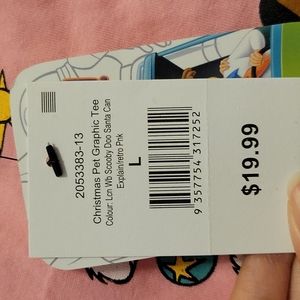 2053383-13
Christmas Pet Graphic Tee
Colour: Lcn Wb Scooby Doo Santa Can
Explain/retro Pnk
L
9 357754 317252
$19.99